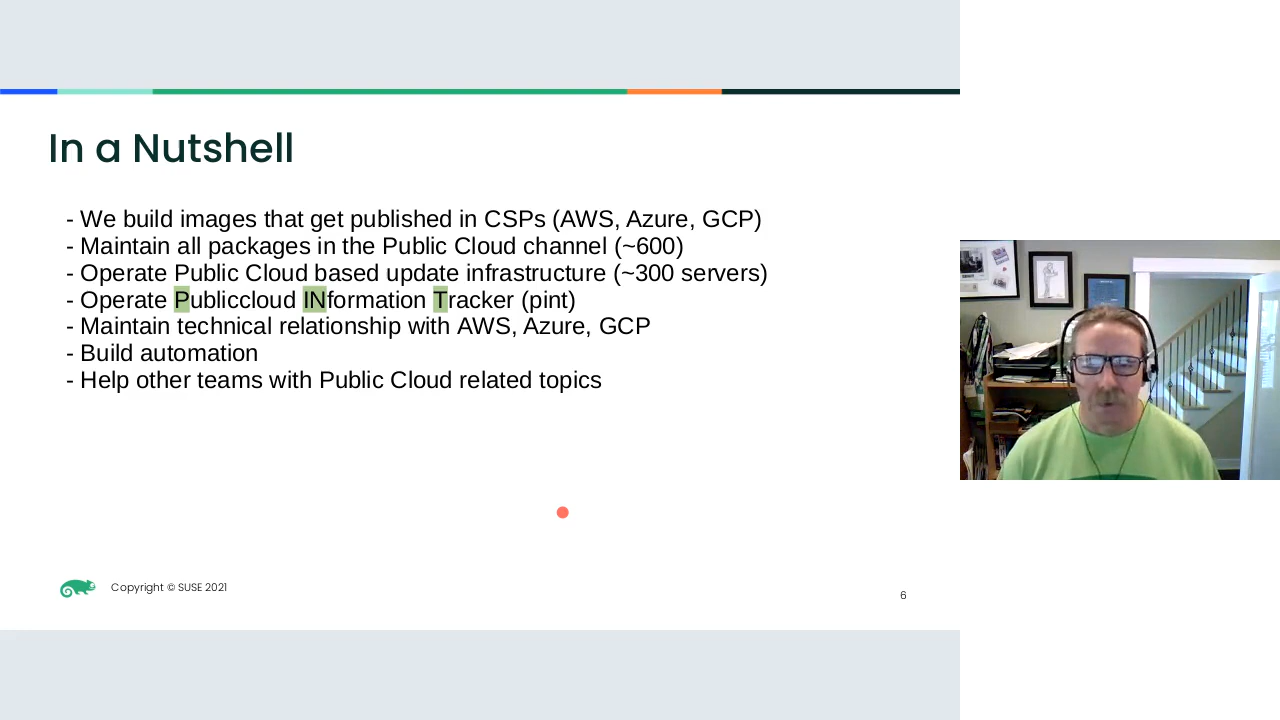 In a Nutshell
- We build images that get published in CSPs (AWS, Azure, GCP)
- Maintain all packages in the Public Cloud channel (~600)
- Operate Public Cloud based update infrastructure (~300 servers)
- Operate Publiccloud INformation Tracker (pint)
- Maintain technical relationship with AWS, Azure, GCP
- Build automation
- Help other teams with Public Cloud related topics
Copyright © SUSE 2021
6